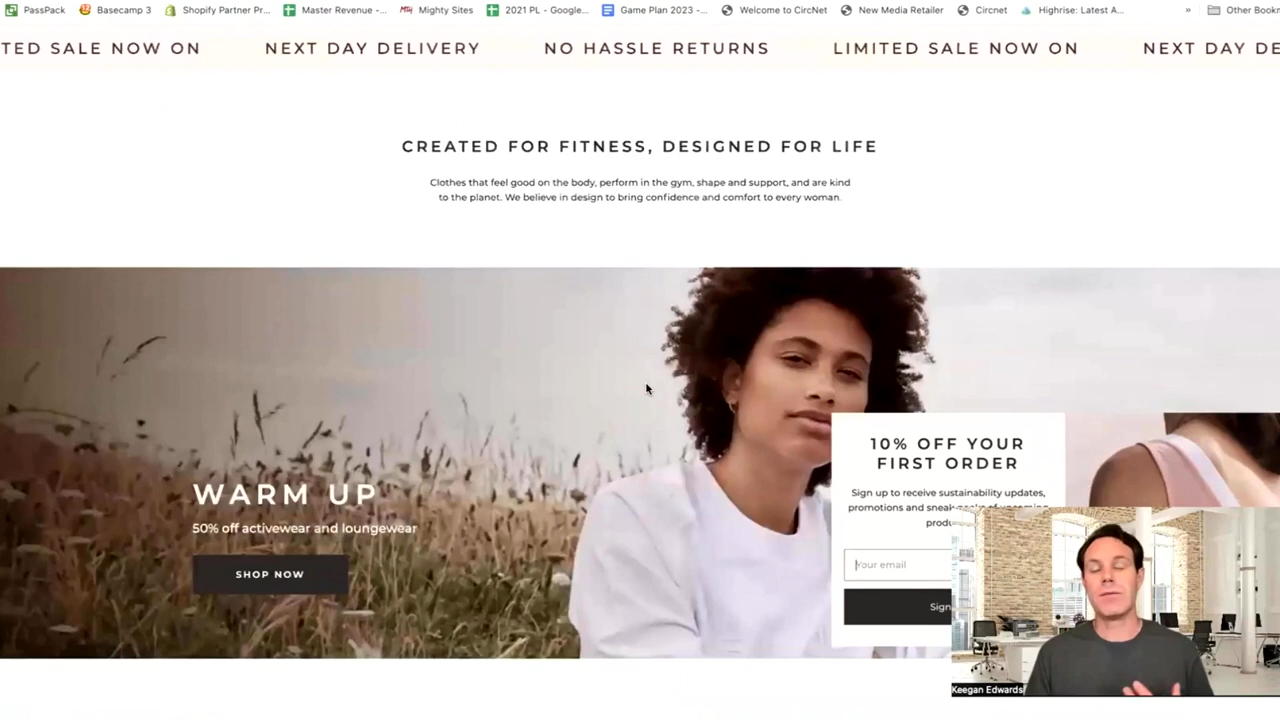 PassPack Basecamp 3 Shopify Partner Pr... Master Revenue -... Mighty Sites 2021 PL - Google... Game Plan 2023 -... Welcome to CircNet New Media Retailer Circnet Highrise: Latest A... » Other Bookm
TED SALE NOW ON NEXT DAY DELIVERY NO HASSLE RETURNS LIMITED SALE NOW ON NEXT DAY DE
CREATED FOR FITNESS, DESIGNED FOR LIFE
Clothes that feel good on the body, perform in the gym, shape and support, and are kind
to the planet. We believe in design to bring confidence and comfort to every woman.
WARM UP
50% off activewear and loungewear
SHOP NOW
10% OFF YOUR
FIRST ORDER
Sign up to receive sustainability updates,
promotions and sneak
produ
Your email
Sign
Keegan Edwards